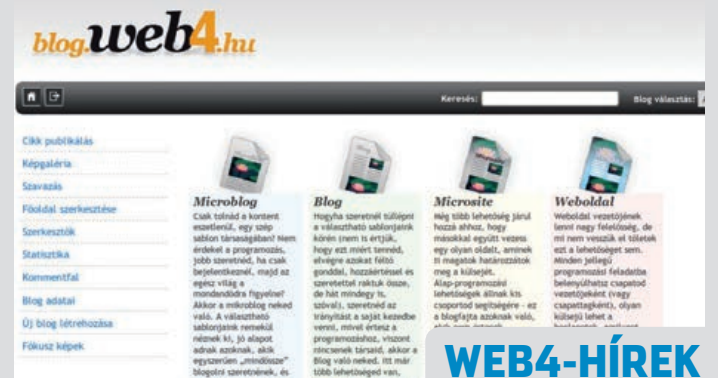 blog.web4.hu
Keresés:
Blog választás:
Cikk publikálás
Képgaléria
Szavazás
Főoldal szerkesztése
Szerkesztők
Statisztika
Kommentfal
Blog adatai
Új blog létrehozása
Fókusz képek
Microblog
Csak tolnád a kontent
eszetlenül, egy szép
sablon társaságában? Nem
érdekel a programozás,
jobb szeretnéd, ha csak
bejelentkeznél, majd az
egész világ a
mondandódra figyelne?
Akkor a mikroblog neked
való. A választható
sablonjaink remekül
néznek ki, jó alapot
adnak azoknak, akik
egyszerűen „mindössze”
blogolni szeretnének, és
Blog
Hogyha szeretnél túllépni
a választható sablonjaink
körén (nem is értjük,
hogy ezt miért tennéd,
elvégre azokat féltő
gonddal, hozzáértéssel és
szeretettel raktuk össze,
de hát mindegy is,
szóval), szeretnéd az
irányítást a saját kezedbe
venni, mivel értesz a
programozáshoz, viszont
nincsenek társaid, akkor a
Blog való neked. Itt már
több lehetőséged van,
Microsite
Még több lehetőség járul
hozzá ahhoz, hogy
másokkal együtt vezess
egy olyan oldalt, aminek
ti magatok határozzátok
meg a külsejét.
Alap-programozási
lehetőségek állnak kis
csoportod segítségére - ez
a blogfajta azoknak való,
Weboldal
Weboldal vezetőjének
lenni nagy felelősség, de
mi nem vesszük el tőletek
ezt a lehetőséget sem.
Minden jellegű
programozási feladatba
belenyúlhatsz csapatod
vezetőjeként (vagy
csapattagként), olyan
külsejű lehet a
WEB4-HÍREK